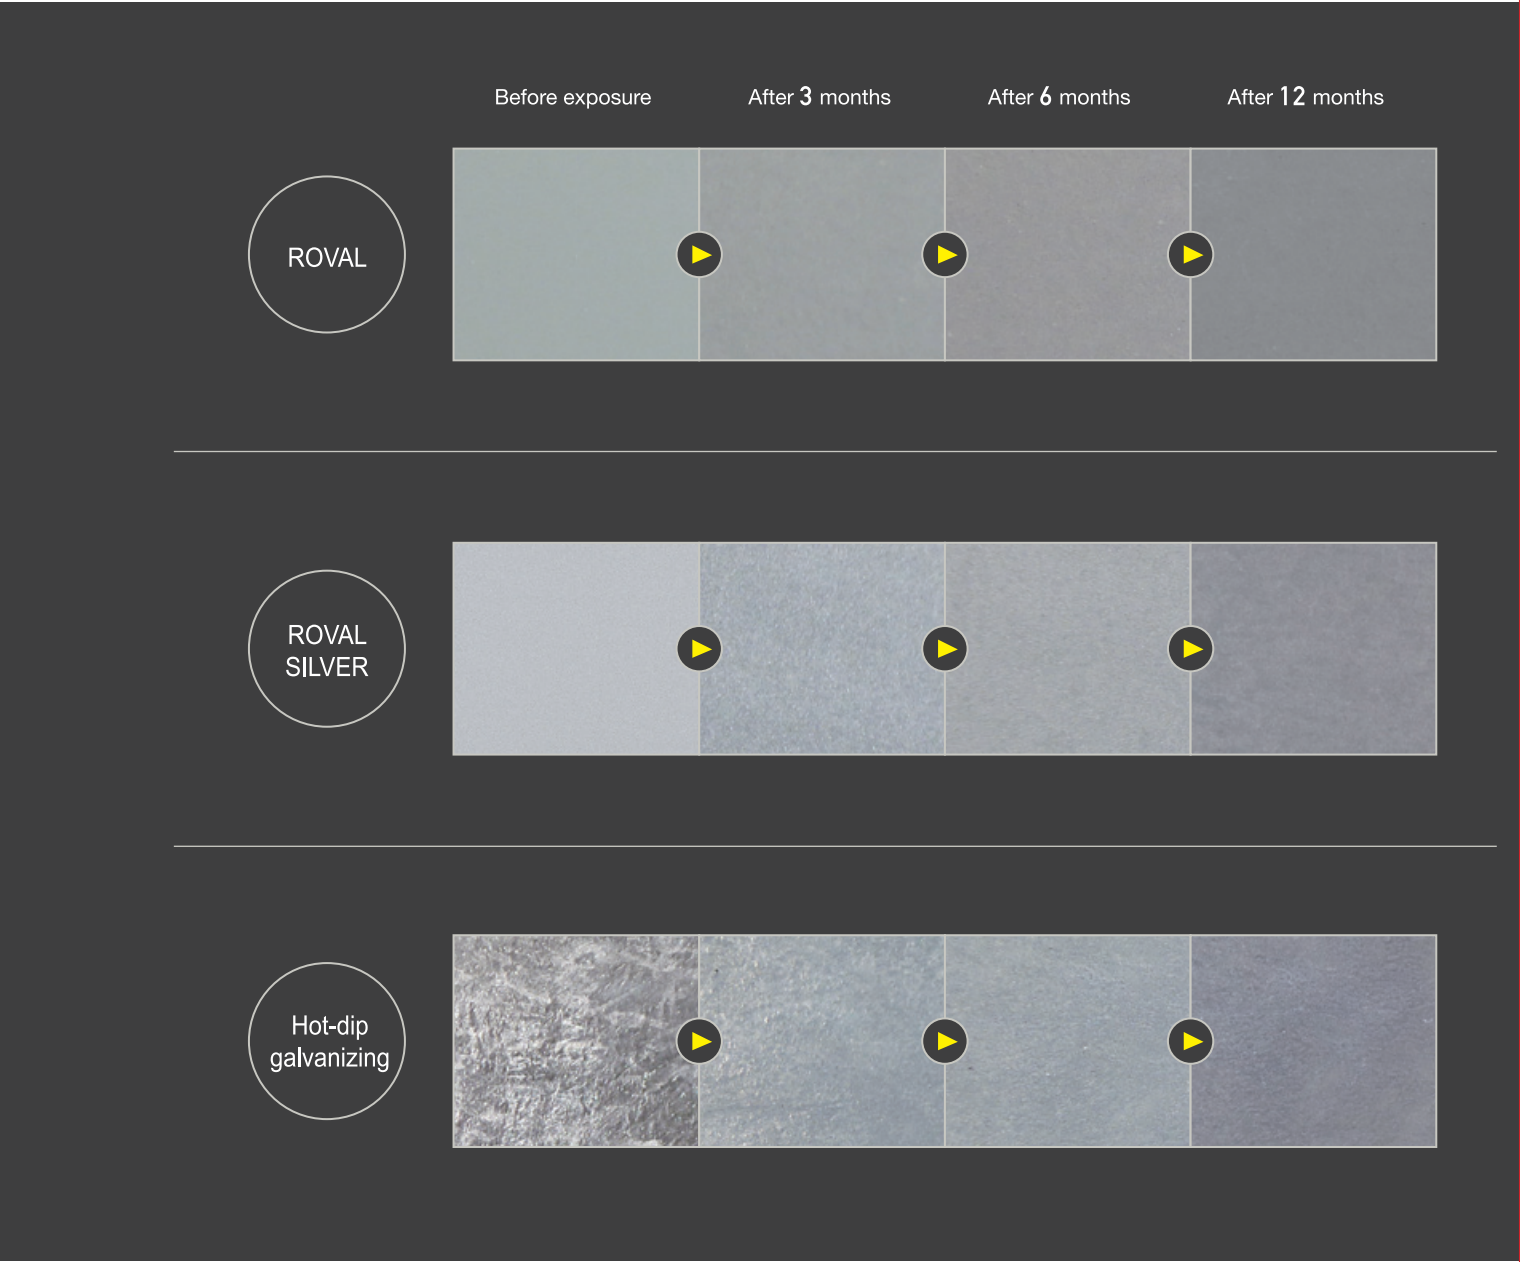 Before exposure
After 3 months
After 6 months
After 12 months
ROVAL
ROVAL
SILVER
Hot-dip
galvanizing